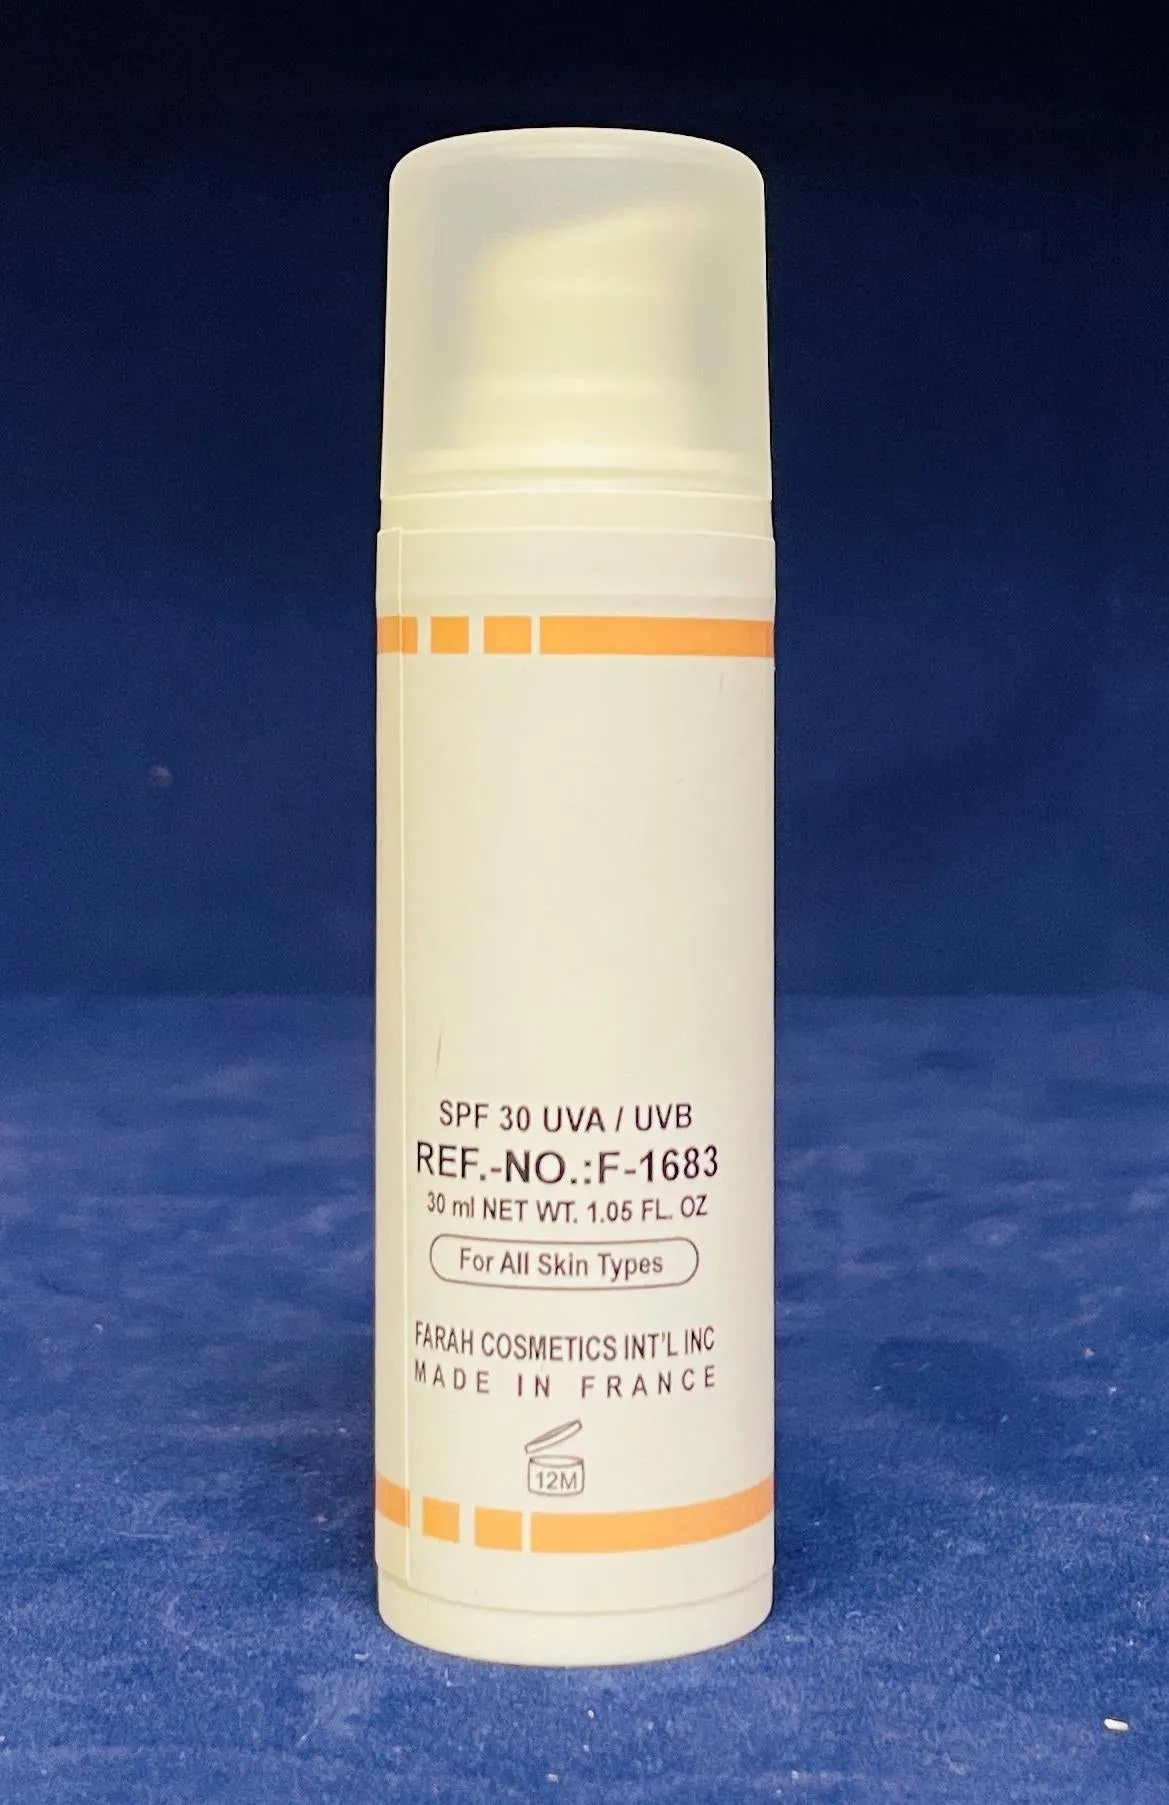 SPF 30 UVA / UVB
REF.-NO.:F-1683
30 ml NET WT. 1.05 FL. OZ
For All Skin Types
FARAH COSMETICS INT'L INC
MADE IN FRANCE
12M